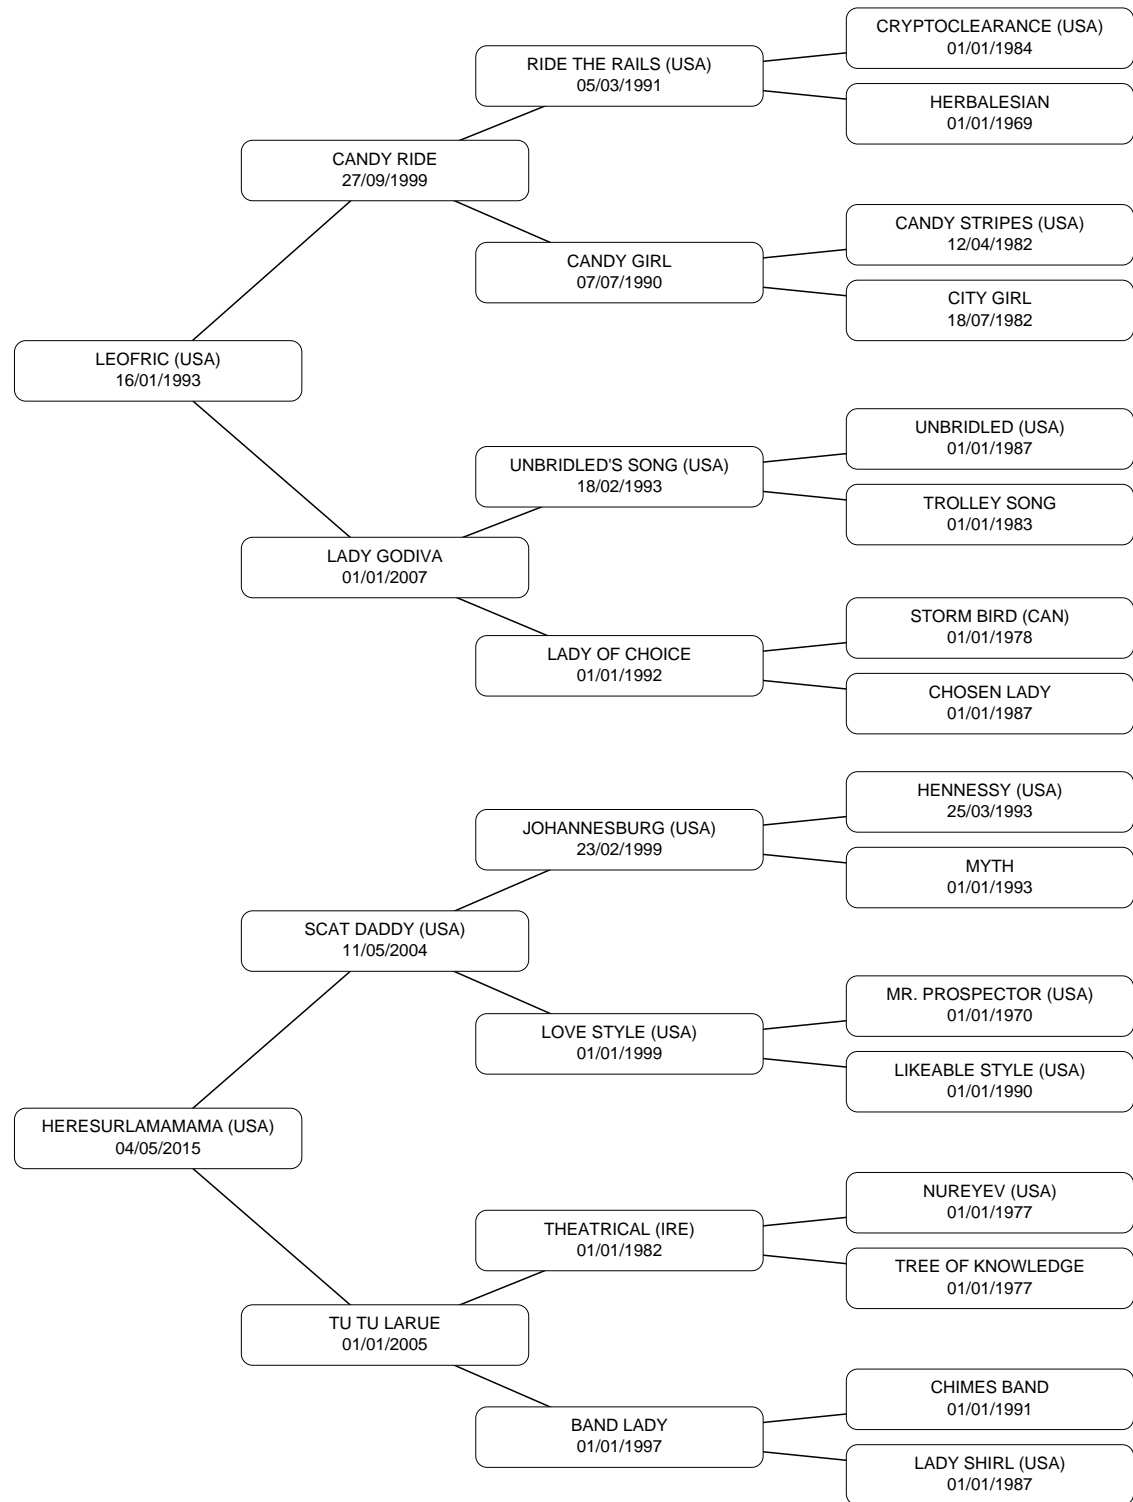 CRYPTOCLEARANCE (USA)
01/01/1984
RIDE THE RAILS (USA)
05/03/1991
HERBALESIAN
01/01/1969
CANDY RIDE
27/09/1999
CANDY STRIPES (USA)
12/04/1982
CANDY GIRL
07/07/1990
CITY GIRL
18/07/1982
LEOFRIC (USA)
16/01/1993
UNBRIDLED (USA)
01/01/1987
UNBRIDLED'S SONG (USA)
18/02/1993
TROLLEY SONG
01/01/1983
LADY GODIVA
01/01/2007
STORM BIRD (CAN)
01/01/1978
LADY OF CHOICE
01/01/1992
CHOSEN LADY
01/01/1987
HENNESSY (USA)
25/03/1993
JOHANNESBURG (USA)
23/02/1999
MYTH
01/01/1993
SCAT DADDY (USA)
11/05/2004
MR. PROSPECTOR (USA)
01/01/1970
LOVE STYLE (USA)
01/01/1999
LIKEABLE STYLE (USA)
01/01/1990
HERESURLAMAMAMA (USA)
04/05/2015
NUREYEV (USA)
01/01/1977
THEATRICAL (IRE)
01/01/1982
TREE OF KNOWLEDGE
01/01/1977
TU TU LARUE
01/01/2005
CHIMES BAND
01/01/1991
BAND LADY
01/01/1997
LADY SHIRL (USA)
01/01/1987